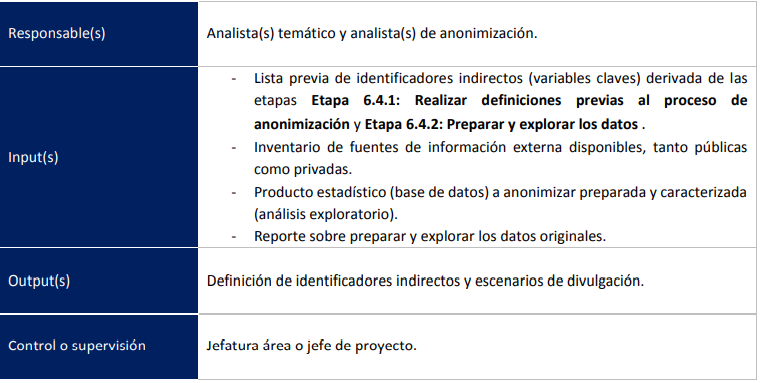 Responsable(s)
Analista(s) temático y analista(s) de anonimización.
Input(s)
- Lista previa de identificadores indirectos (variables claves) derivada de las
etapas Etapa 6.4.1: Realizar definiciones previas al proceso de
anonimización y Etapa 6.4.2: Preparar y explorar los datos .
- Inventario de fuentes de información externa disponibles, tanto públicas
como privadas.
- Producto estadístico (base de datos) a anonimizar preparada y caracterizada
(análisis exploratorio).
- Reporte sobre preparar y explorar los datos originales.
Output(s)
Definición de identificadores indirectos y escenarios de divulgación.
Control o supervisión
Jefatura área o jefe de proyecto.